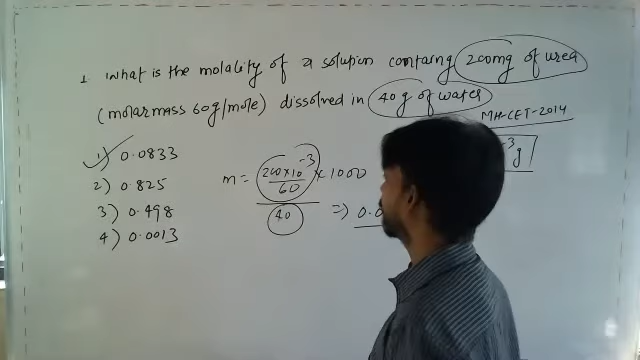 1. What is the molality of a solution containg 200mg of urea
(molarmass 60g/mole) dissolved in 40g of water
MH-CET-2014
1) 0.0833
2) 0.825
3) 0.498
4) 0.0013
m = 200×10⁻³/60 × 1000 / 40 => 0.0
⁻³g